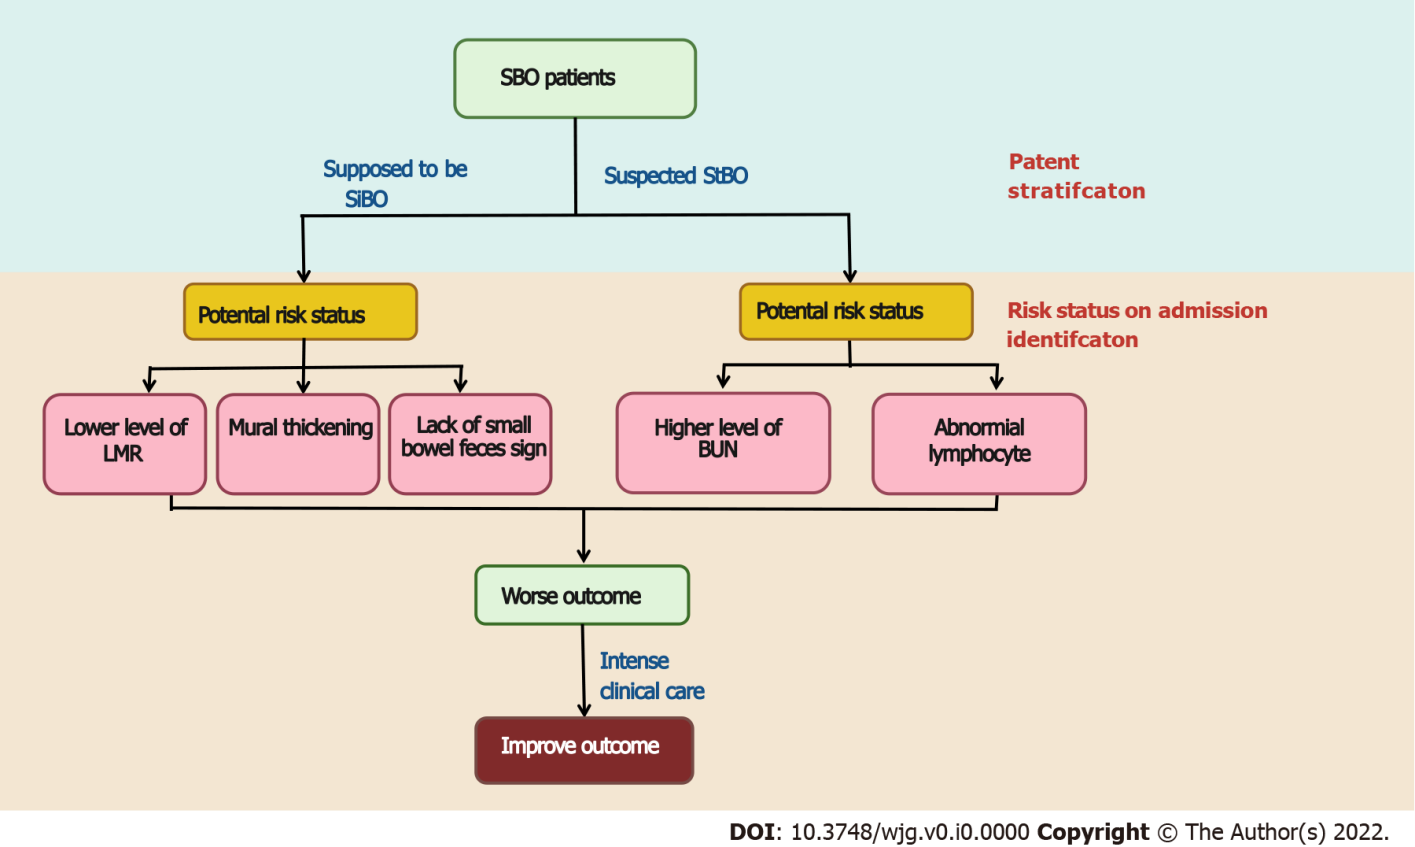 SBO patients
Supposed to be
SiBO
Suspected StBO
Patent
stratifcaton
Potental risk status
Potential risk status
Risk status on admission
identifcaton
Lower level of
LMR
Mural thickening
Lack of small
bowel feces sign
Higher level of
BUN
Abnormial
lymphocyte
Worse outcome
Intense
clinical care
Improve outcome
DOI: 10.3748/wjg.v0.i0.0000 Copyright © The Author(s) 2022.